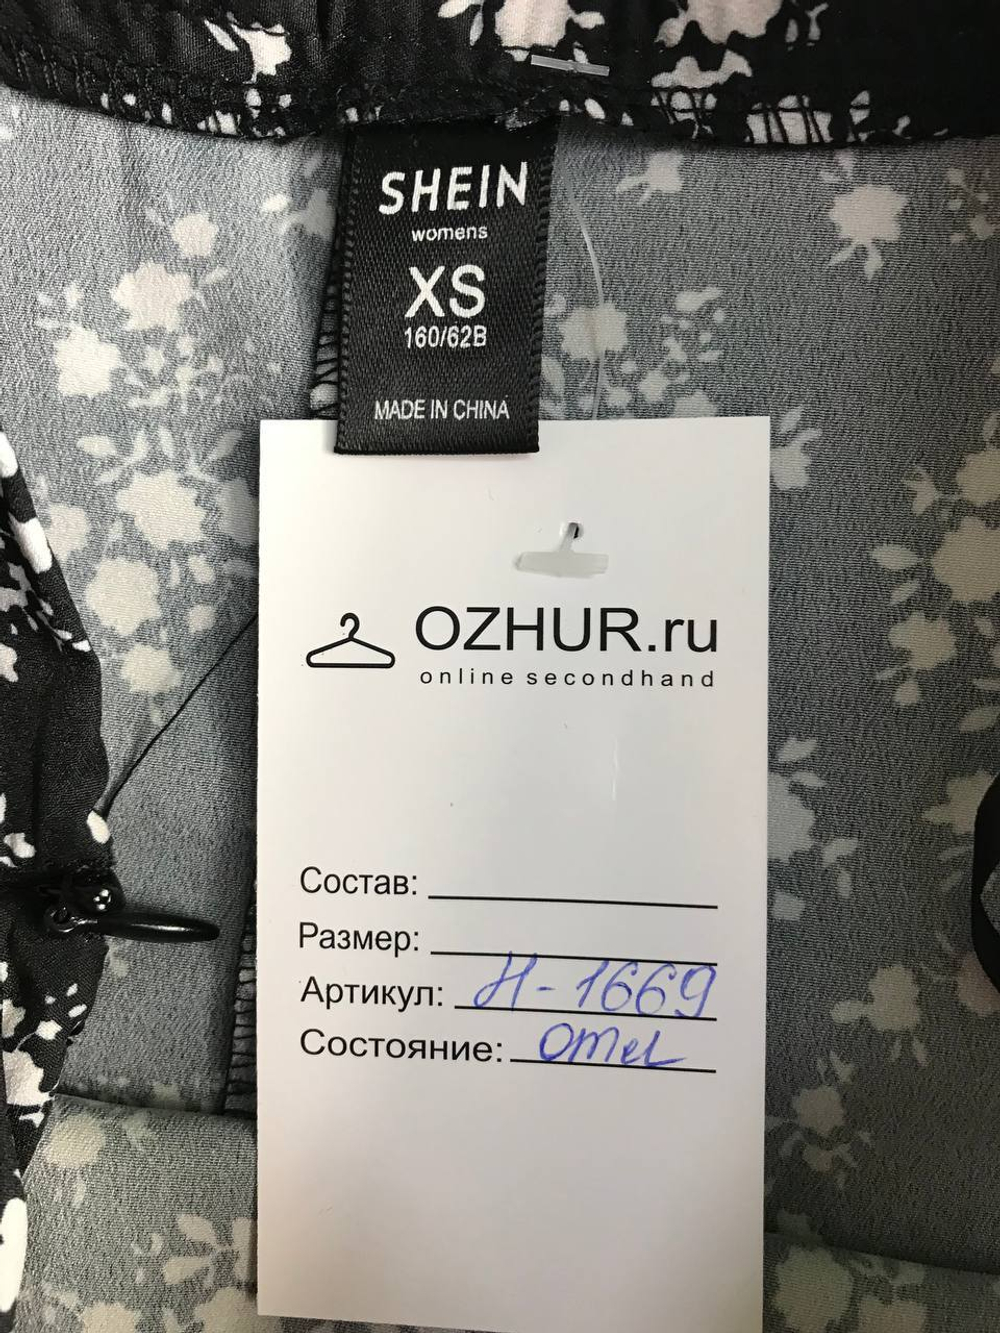 SHEIN
womens
XS
160/62B
MADE IN CHINA
OZHUR.ru
online secondhand
Состав:
Размер:
Артикул: Н-1669
Состояние: отл